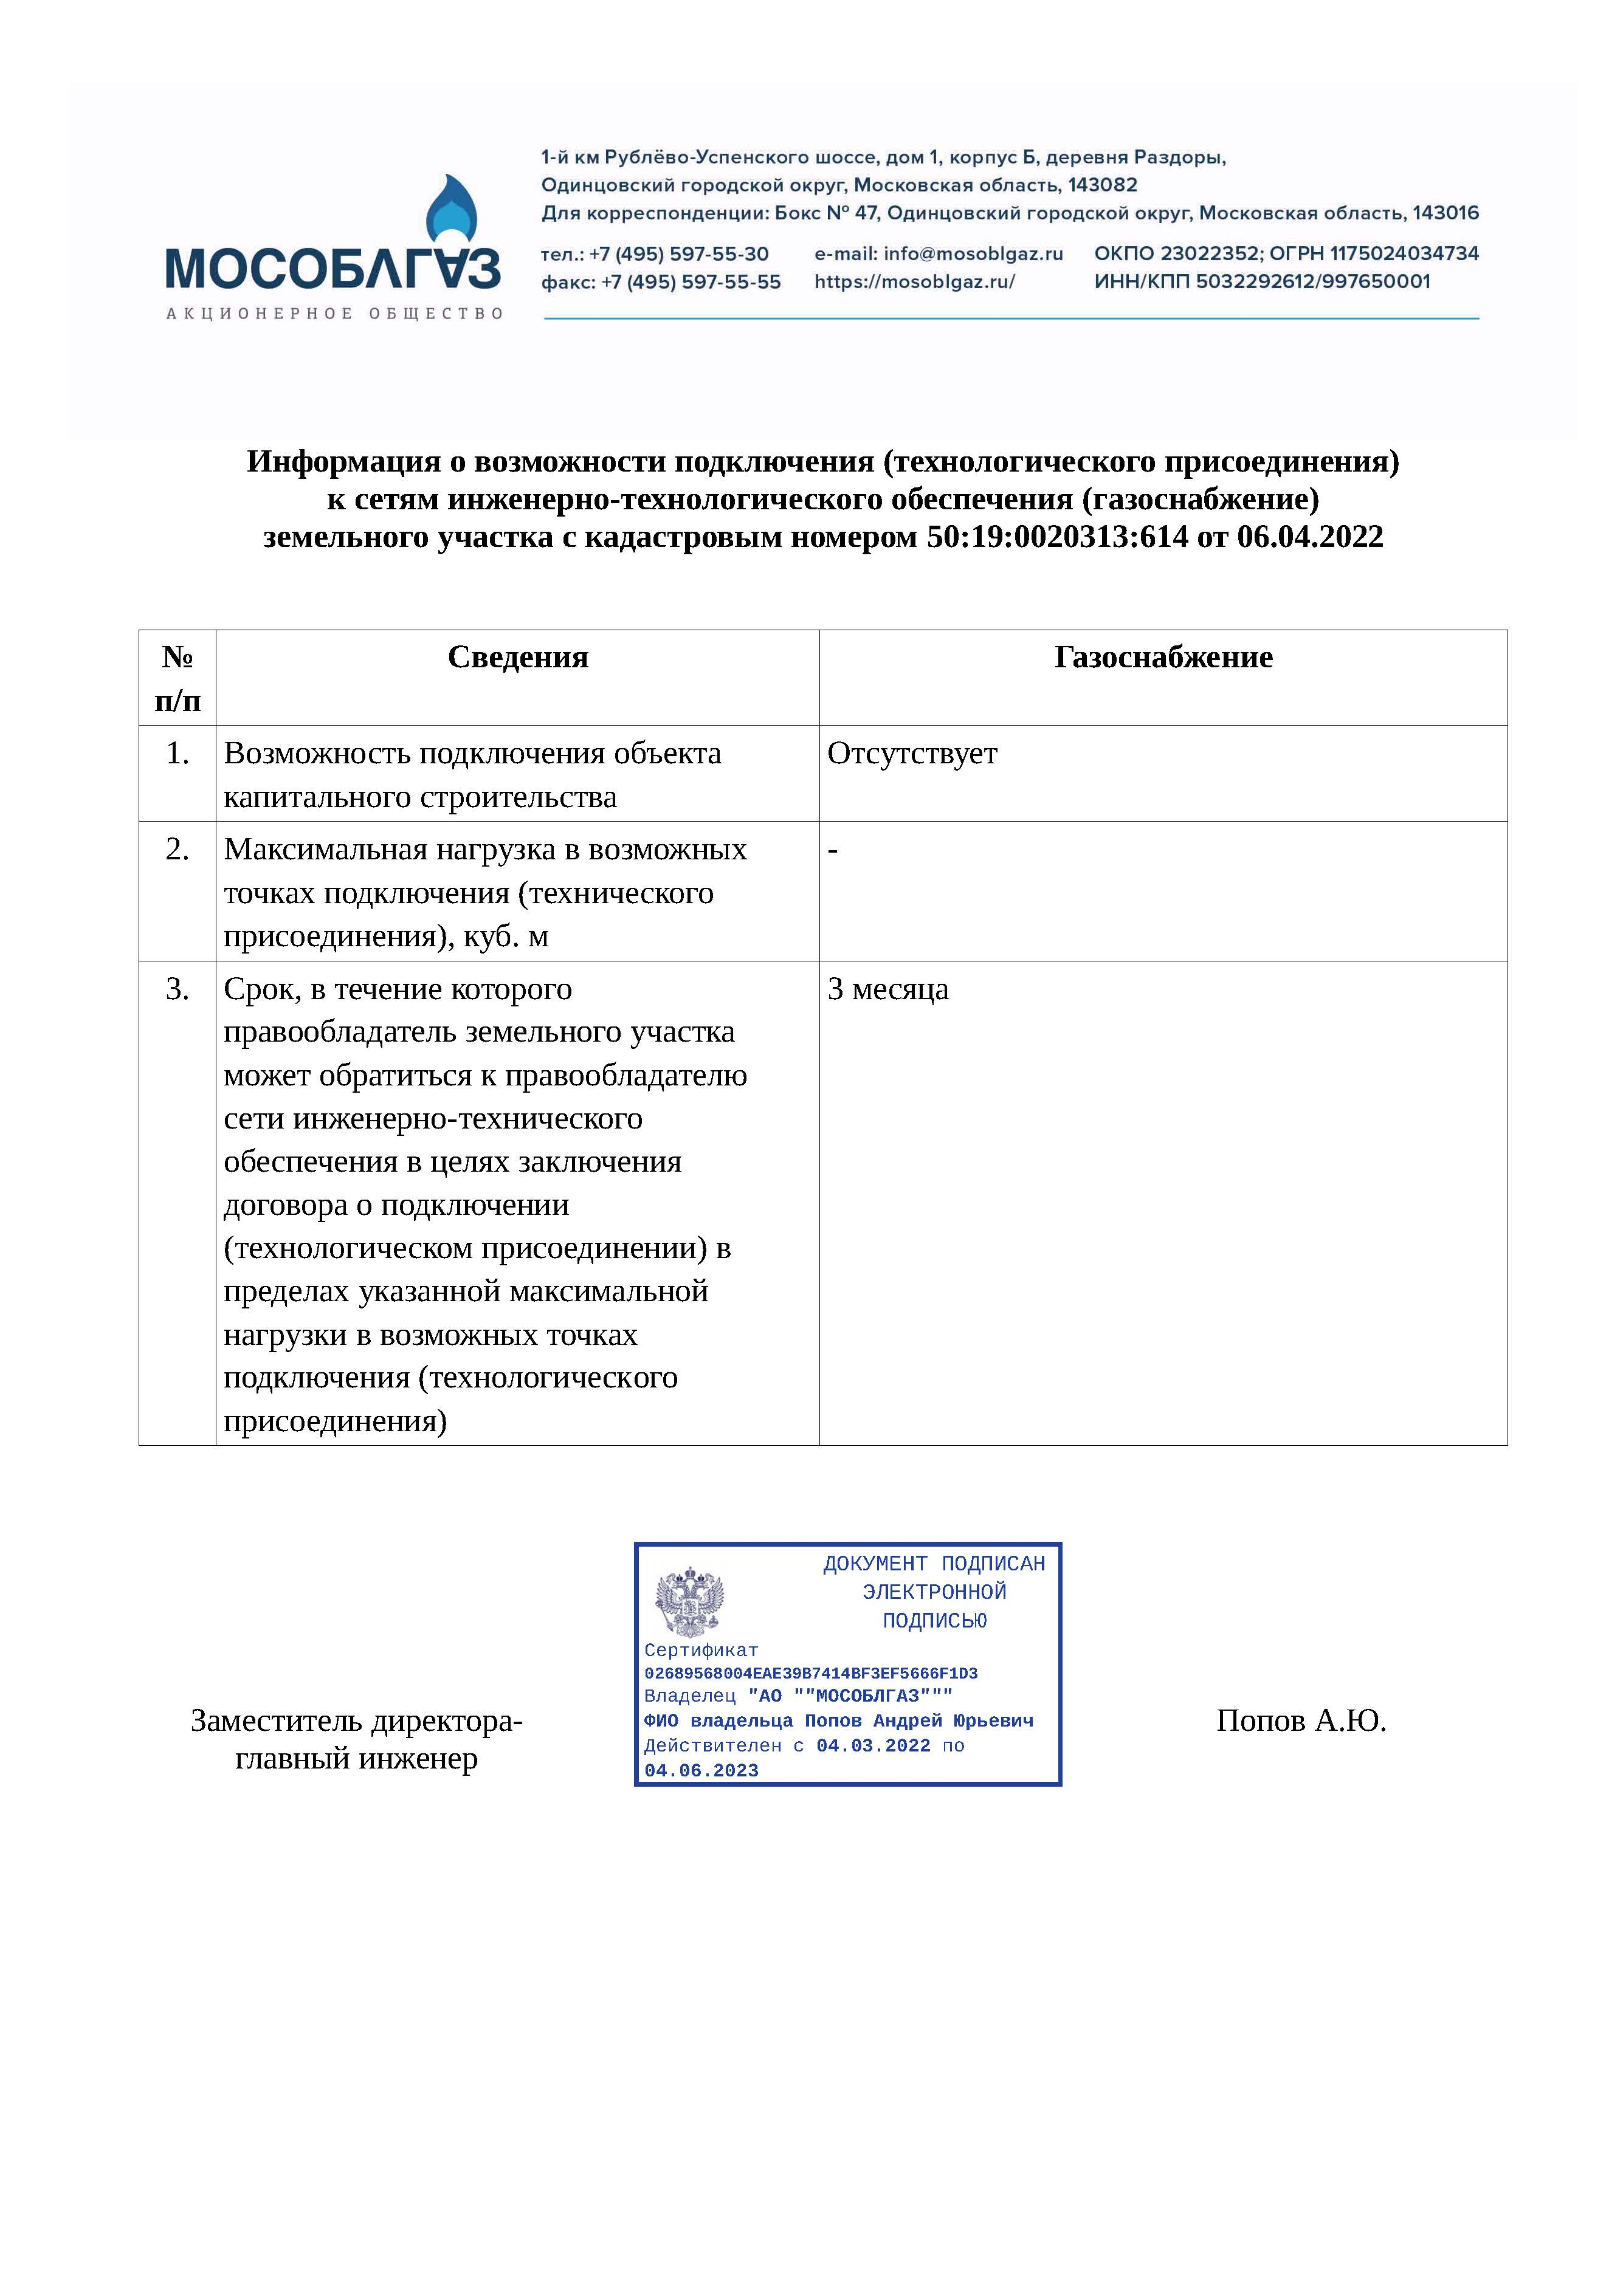 МОСОБЛГАЗ
АКЦИОНЕРНОЕ ОБЩЕСТВО
1-й км Рублёво-Успенского шоссе, дом 1, корпус Б, деревня Раздоры,
Одинцовский городской округ, Московская область, 143082
Для корреспонденции: Бокс № 47, Одинцовский городской округ, Московская область, 143016
тел.: +7 (495) 597-55-30 e-mail: info@mosoblgaz.ru ОКПО 23022352; ОГРН 1175024034734
факс: +7 (495) 597-55-55 https://mosoblgaz.ru/ ИНН/КПП 5032292612/997650001
Информация о возможности подключения (технологического присоединения)
к сетям инженерно-технологического обеспечения (газоснабжение)
земельного участка с кадастровым номером 50:19:0020313:614 от 06.04.2022
№ Сведения Газоснабжение
п/п
1. Возможность подключения объекта Отсутствует
капитального строительства
2. Максимальная нагрузка в возможных -
точках подключения (технического
присоединения), куб. м
3. Срок, в течение которого 3 месяца
правообладатель земельного участка
может обратиться к правообладателю
сети инженерно-технического
обеспечения в целях заключения
договора о подключении
(технологическом присоединении) в
пределах указанной максимальной
нагрузки в возможных точках
подключения (технологического
присоединения)
ДОКУМЕНТ ПОДПИСАН
ЭЛЕКТРОННОЙ
ПОДПИСЬЮ
Сертификат
02689568004EAE39B7414BF3EF5666F1D3
Владелец "АО ""МОСОБЛГАЗ"""
ФИО владельца Попов Андрей Юрьевич
Действителен с 04.03.2022 по
04.06.2023
Заместитель директора-
главный инженер
Попов А.Ю.